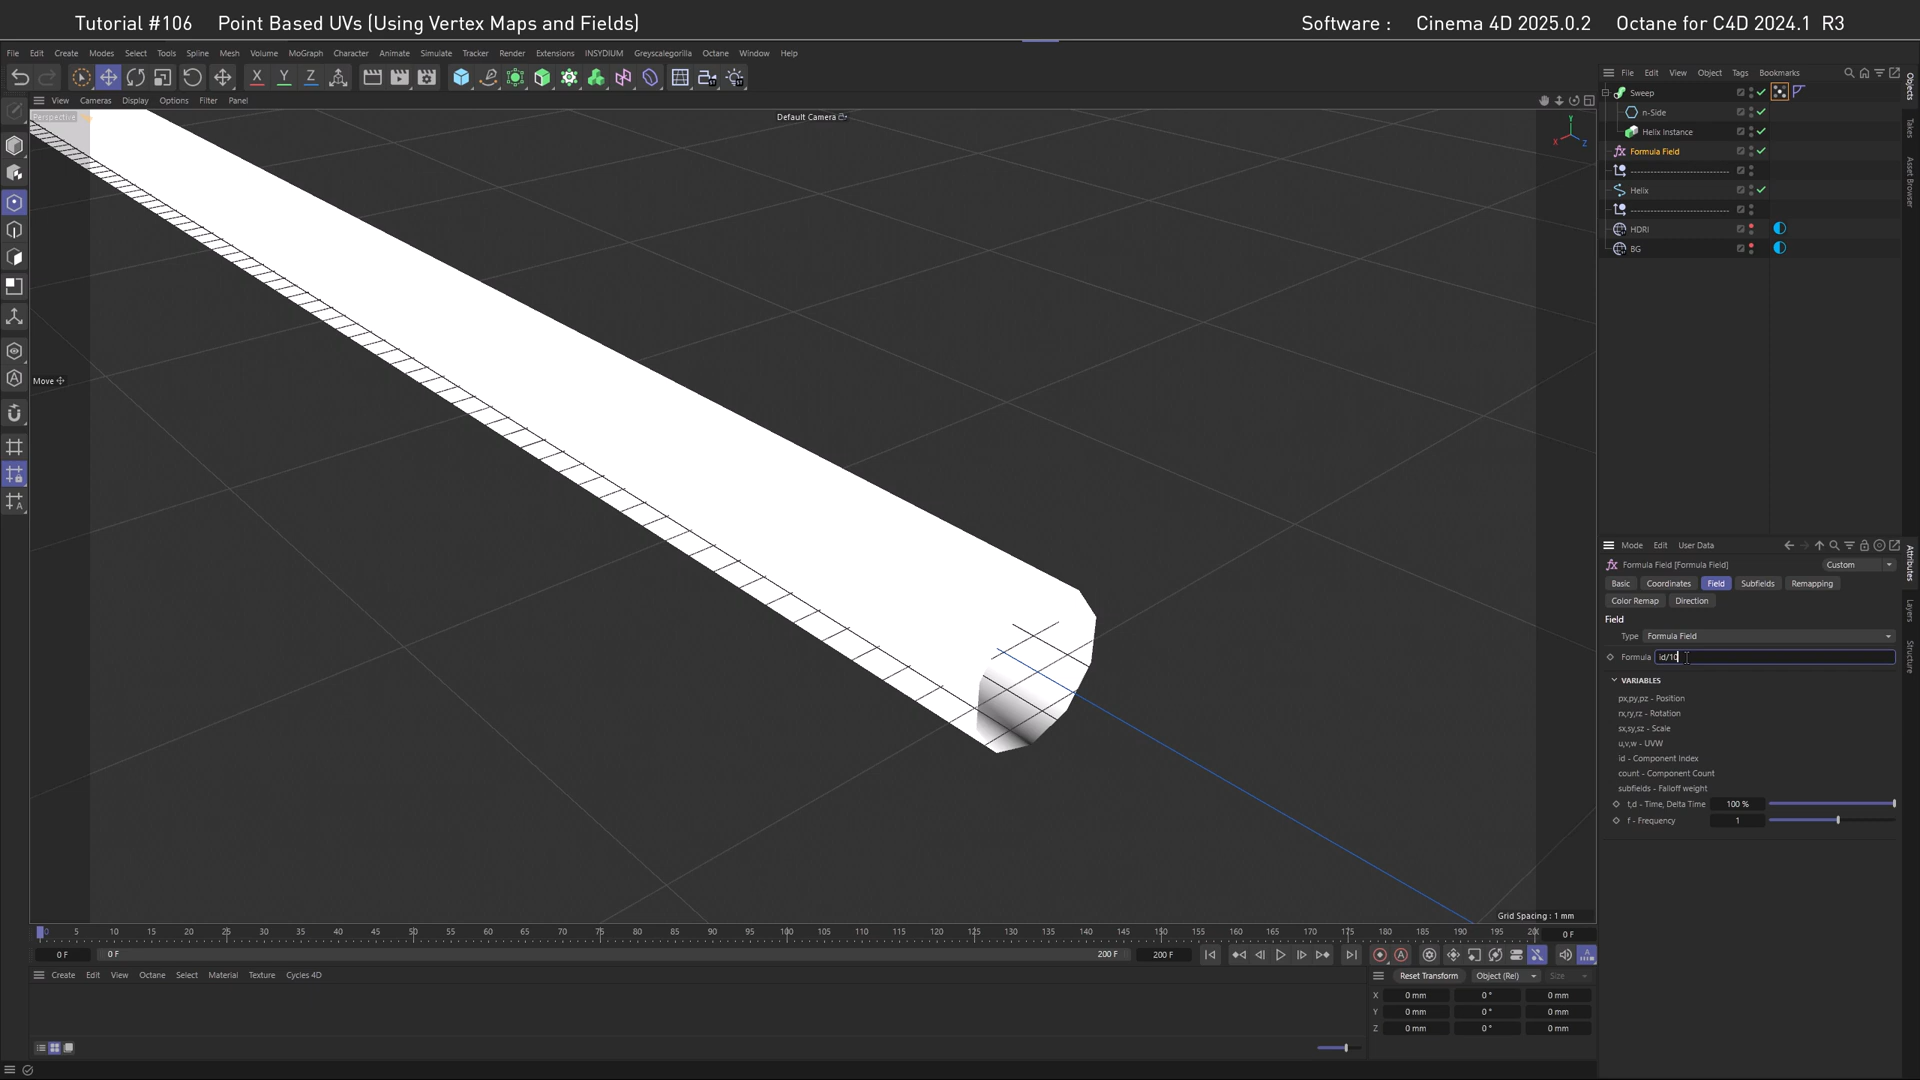 Tutorial #106 Point Based UVs (Using Vertex Maps and Fields) Software : Cinema 4D 2025.0.2 Octane for C4D 2024.1 R3
File Edit Create Modes Select Tools Spline Mesh Volume MoGraph Character Animate Simulate Tracker Render Extensions INSYDIUM Greyscalegorilla Octane Window Help
X Y Z
View Cameras Display Options Filter Panel
Perspective
Default Camera
Y
X
Z
Move
Grid Spacing : 1 mm
File Edit View Object Tags Bookmarks
Sweep
n-Side
Helix Instance
Formula Field
Helix
HDRI
BG
Objects
Takes
Asset Browser
Mode Edit User Data
Formula Field [Formula Field] Custom
Basic Coordinates Field Subfields Remapping
Color Remap Direction
Field
Type Formula Field
Formula id/10
VARIABLES
px,py,pz - Position
rx,ry,rz - Rotation
sx,sy,sz - Scale
u,v,w - UVW
id - Component Index
count - Component Count
subfields - Falloff weight
t,d - Time, Delta Time 100 %
f - Frequency 1
Attributes
Layers
Structure
0 5 10 15 20 25 30 35 40 45 50 55 60 65 70 75 80 85 90 95 100 105 110 115 120 125 130 135 140 145 150 155 160 165 170 175 180 185 190 195 0 F
0 F 0 F 200 F 200 F
Create Edit View Octane Select Material Texture Cycles 4D
Reset Transform Object (Rel) Size
X 0 mm 0 ° 0 mm
Y 0 mm 0 ° 0 mm
Z 0 mm 0 ° 0 mm